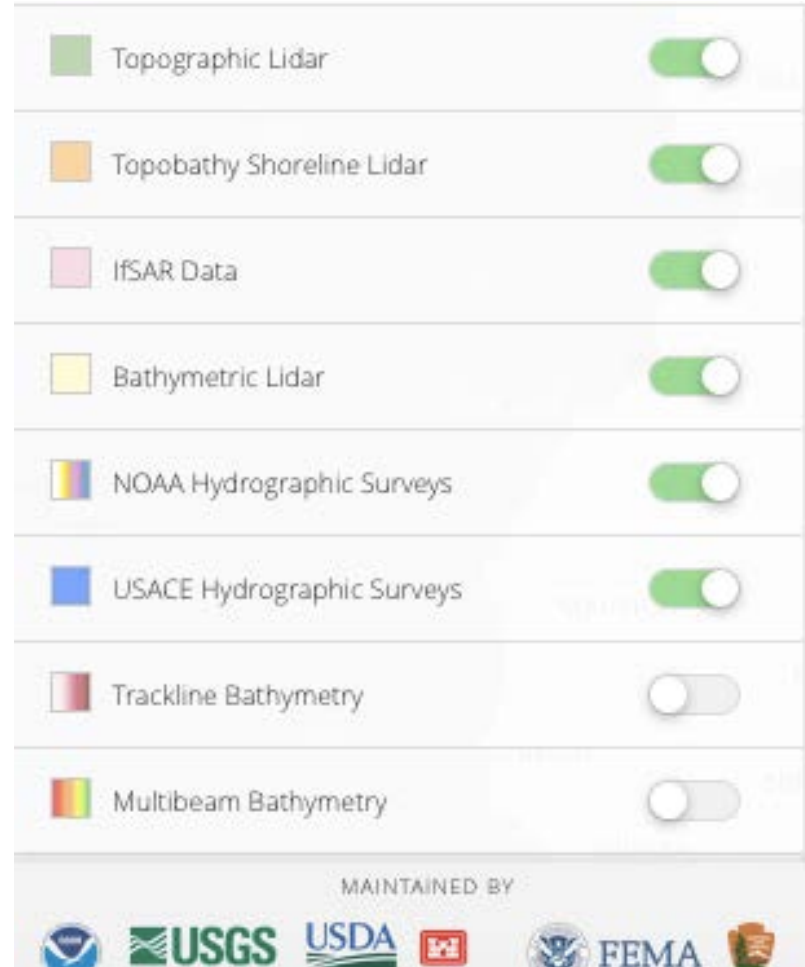 Topographic Lidar
Topobathy Shoreline Lidar
IfSAR Data
Bathymetric Lidar
NOAA Hydrographic Surveys
USACE Hydrographic Surveys
Trackline Bathymetry
Multibeam Bathymetry
MAINTAINED BY
USGS USDA FEMA